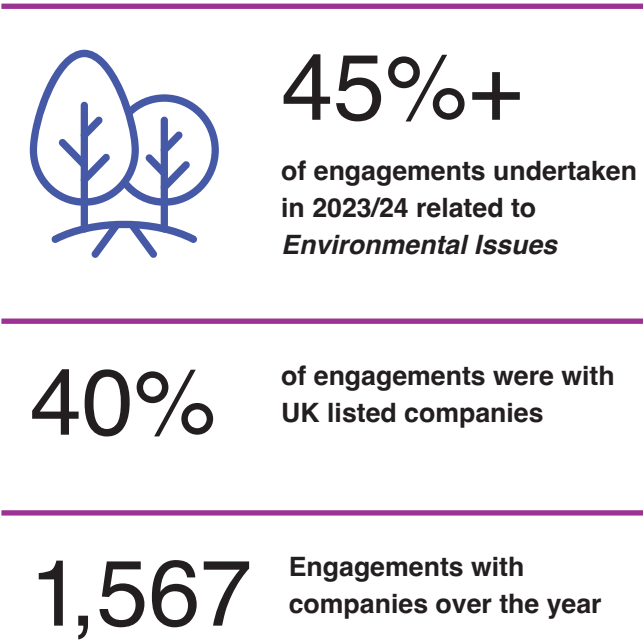 45%+
of engagements undertaken
in 2023/24 related to
Environmental Issues
40%
of engagements were with
UK listed companies
1,567
Engagements with
companies over the year